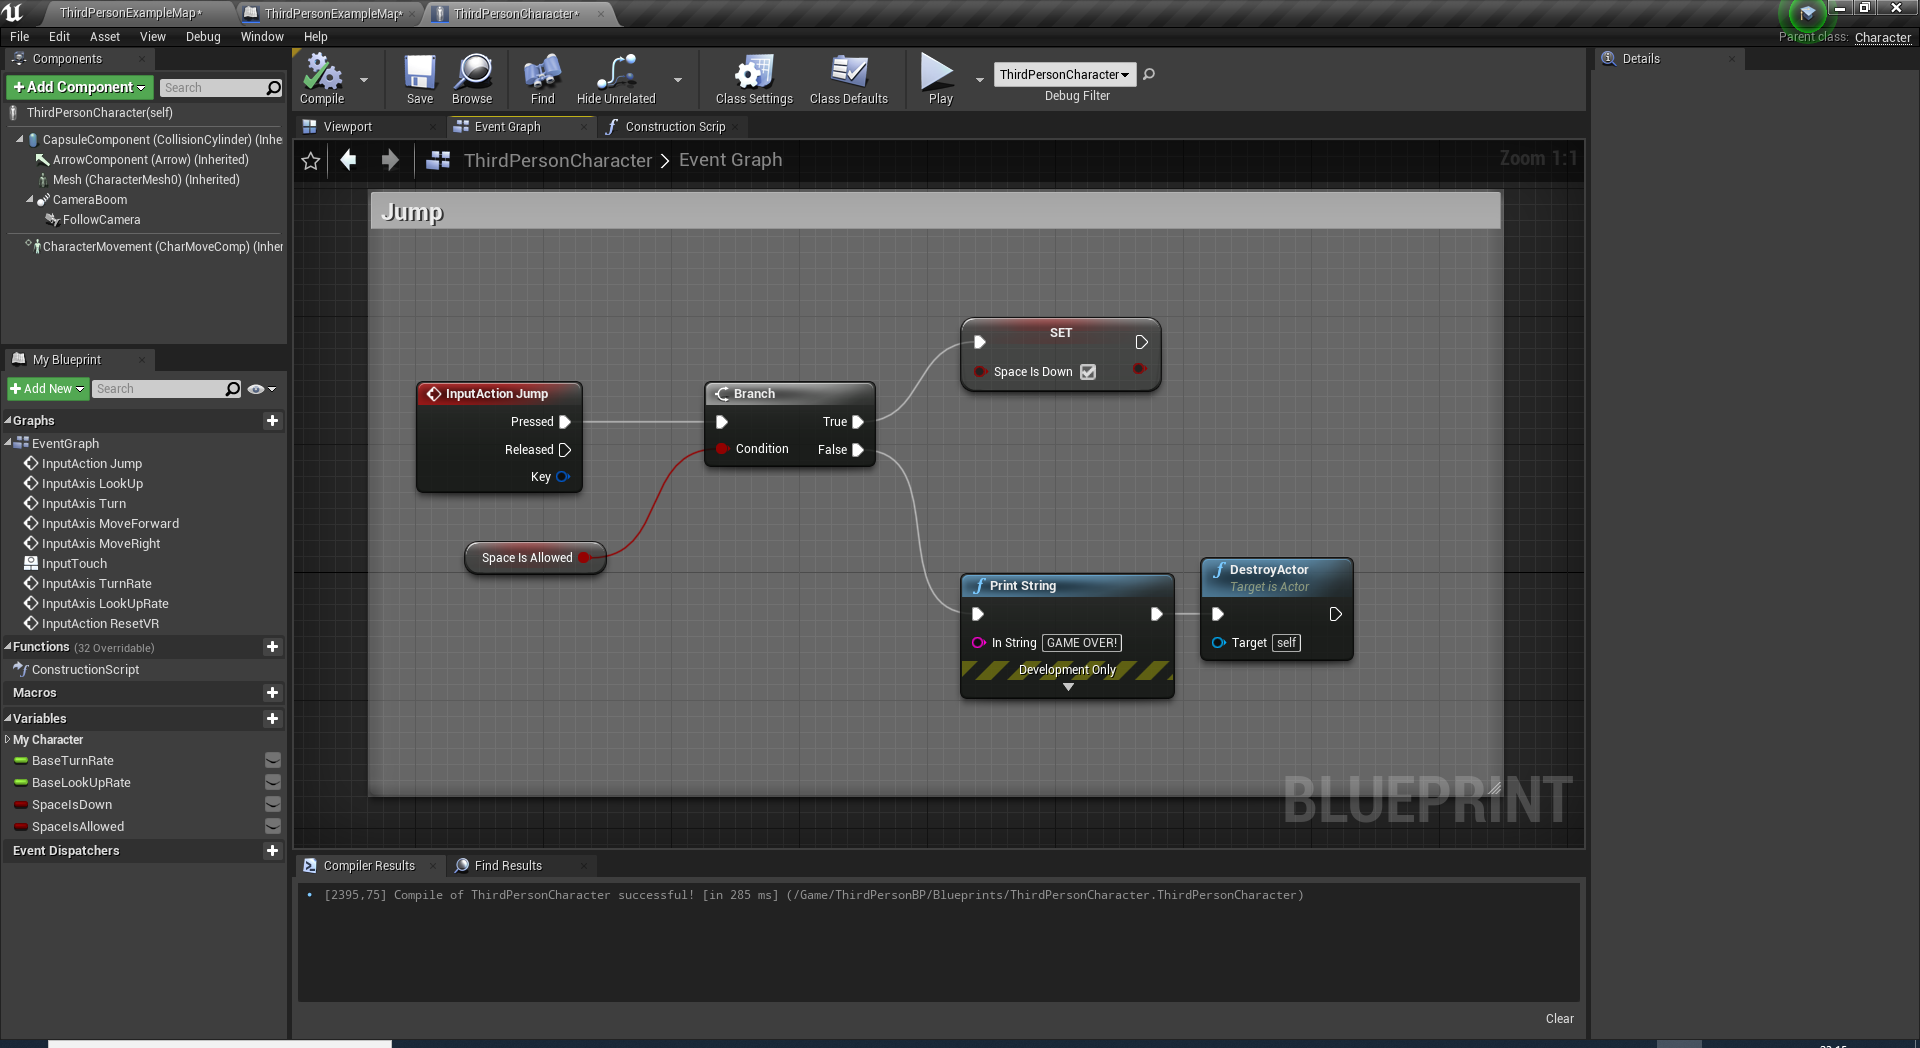 ThirdPersonExampleMap*
ThirdPersonExampleMap*
ThirdPersonCharacter*
File Edit Asset View Debug Window Help
Parent class: Character
Components
+Add Component
Search
ThirdPersonCharacter(self)
CapsuleComponent (CollisionCylinder) (Inhe
ArrowComponent (Arrow) (Inherited)
Mesh (CharacterMesh0) (Inherited)
CameraBoom
FollowCamera
CharacterMovement (CharMoveComp) (Inher
My Blueprint
+Add New
Search
Graphs
EventGraph
InputAction Jump
InputAxis LookUp
InputAxis Turn
InputAxis MoveForward
InputAxis MoveRight
InputTouch
InputAxis TurnRate
InputAxis LookUpRate
InputAction ResetVR
Functions (32 Overridable)
ConstructionScript
Macros
Variables
My Character
BaseTurnRate
BaseLookUpRate
SpaceIsDown
SpaceIsAllowed
Event Dispatchers
Compile
Save
Browse
Find
Hide Unrelated
Class Settings
Class Defaults
Play
ThirdPersonCharacter
Debug Filter
Viewport
Event Graph
Construction Scrip
ThirdPersonCharacter > Event Graph
Zoom 1:1
Jump
InputAction Jump
Pressed
Released
Key
Branch
True
Condition
False
SET
Space Is Down
Space Is Allowed
Print String
In String GAME OVER!
Development Only
DestroyActor
Target is Actor
Target self
BLUEPRINT
Compiler Results
Find Results
[2395,75] Compile of ThirdPersonCharacter successful! [in 285 ms] (/Game/ThirdPersonBP/Blueprints/ThirdPersonCharacter.ThirdPersonCharacter)
Clear
Details